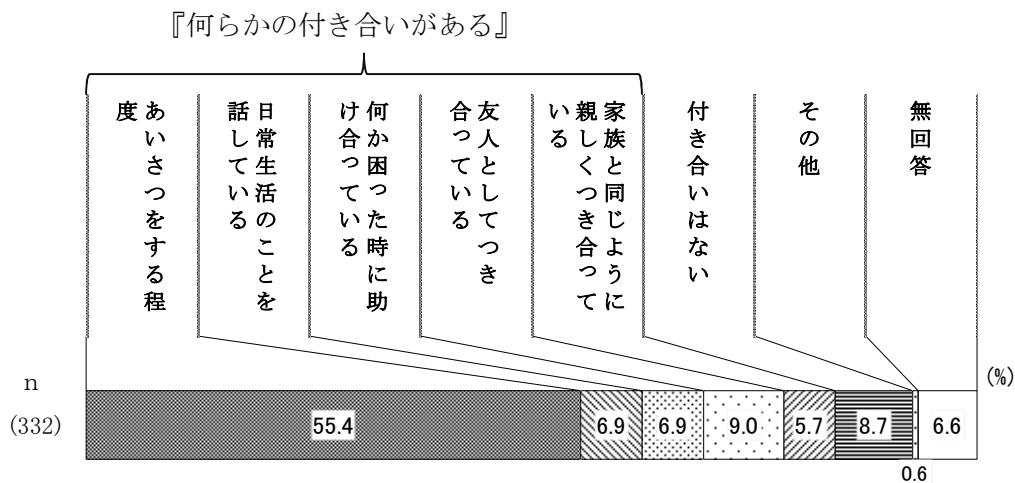 『何らかの付き合いがある』
あいさつをする程
度
日常生活のことを
話している
何か困った時に助
け合っている
友人としてつき
合っている
家族と同じように
親しくつき合って
いる
付き合いはない
その他
無回答
(%)
n
(332)
55.4
6.9
6.9
9.0
5.7
8.7
0.6
6.6